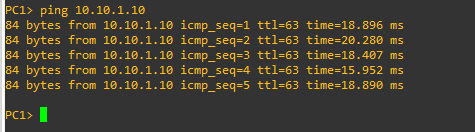 PC1> ping 10.10.1.10
84 bytes from 10.10.1.10 icmp_seq=1 ttl=63 time=18.896 ms
84 bytes from 10.10.1.10 icmp_seq=2 ttl=63 time=20.280 ms
84 bytes from 10.10.1.10 icmp_seq=3 ttl=63 time=18.407 ms
84 bytes from 10.10.1.10 icmp_seq=4 ttl=63 time=15.952 ms
84 bytes from 10.10.1.10 icmp_seq=5 ttl=63 time=18.890 ms
PC1>